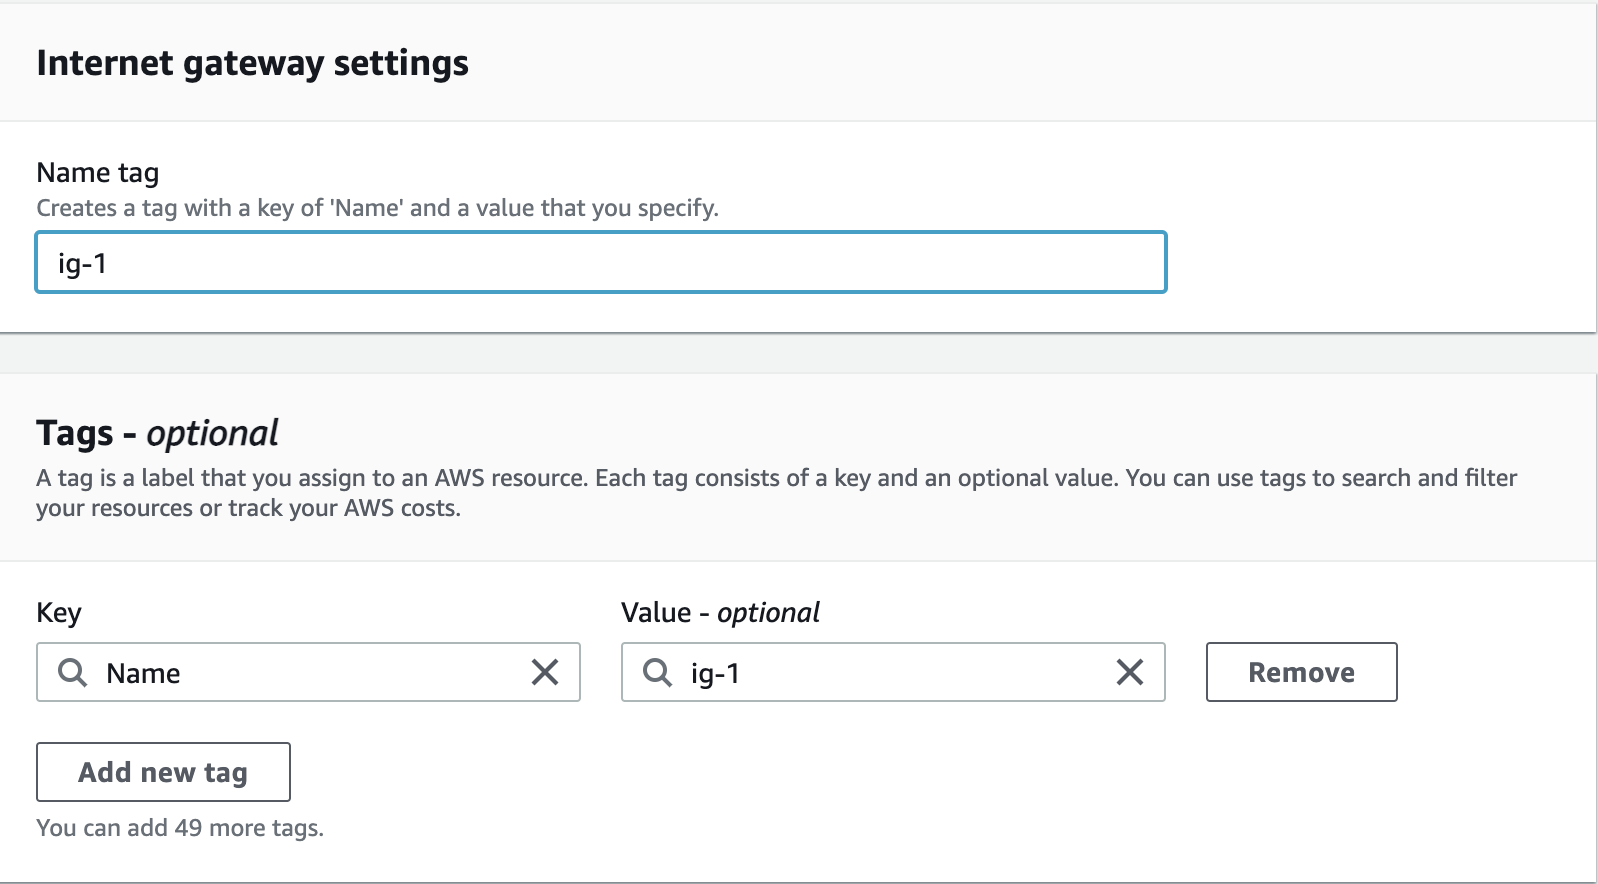 Internet gateway settings
Name tag
Creates a tag with a key of 'Name' and a value that you specify.
ig-1
Tags - optional
A tag is a label that you assign to an AWS resource. Each tag consists of a key and an optional value. You can use tags to search and filter
your resources or track your AWS costs.
Key
Value - optional
Name
ig-1
Remove
Add new tag
You can add 49 more tags.